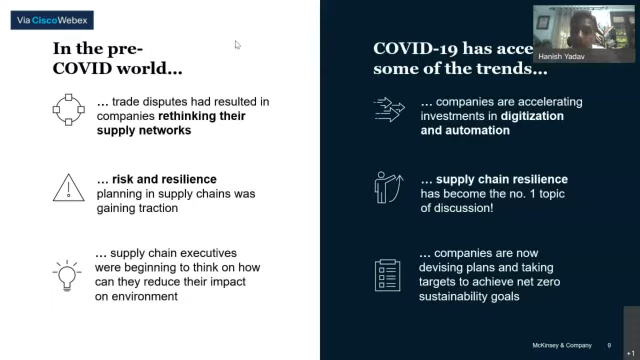 Via CiscoWebex
In the pre-
COVID world...
... trade disputes had resulted in
companies rethinking their
supply networks
... risk and resilience
planning in supply chains was
gaining traction
... supply chain executives
were beginning to think on how
can they reduce their impact
on environment
COVID-19 has acce
some of the trends...
... companies are accelerating
investments in digitization
and automation
... supply chain resilience
has become the no. 1 topic
of discussion!
... companies are now
devising plans and taking
targets to achieve net zero
sustainability goals
Hanish Yadav
McKinsey & Company 9
+1